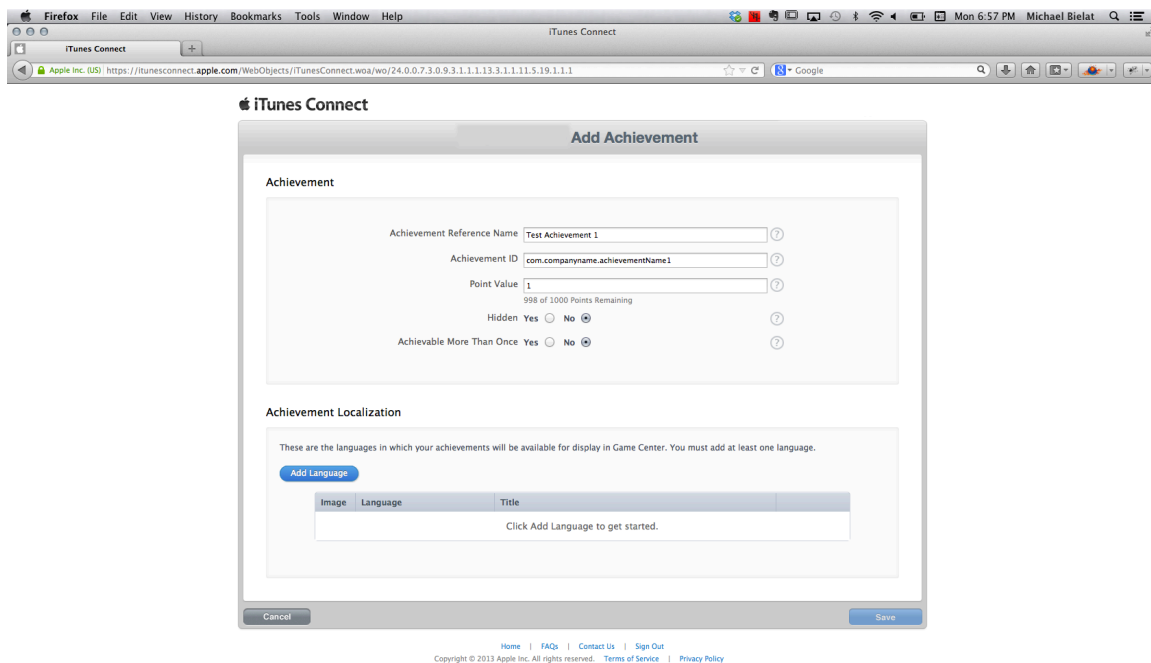 Firefox File Edit View History Bookmarks Tools Window Help Mon 6:57 PM Michael Bielat
iTunes Connect
iTunes Connect
Apple Inc. (US) https://itunesconnect.apple.com/WebObjects/iTunesConnect.woa/wo/24.0.0.7.3.0.9.3.1.1.1.13.3.1.1.11.5.19.1.1.1 Google
iTunes Connect
Add Achievement
Achievement
Achievement Reference Name Test Achievement 1 ?
Achievement ID com.companyname.achievementName1 ?
Point Value 1 ?
998 of 1000 Points Remaining
Hidden Yes No ?
Achievable More Than Once Yes No ?
Achievement Localization
These are the languages in which your achievements will be available for display in Game Center. You must add at least one language.
Add Language
Image Language Title
Click Add Language to get started.
Cancel Save
Home | FAQs | Contact Us | Sign Out
Copyright © 2013 Apple Inc. All rights reserved. Terms of Service | Privacy Policy